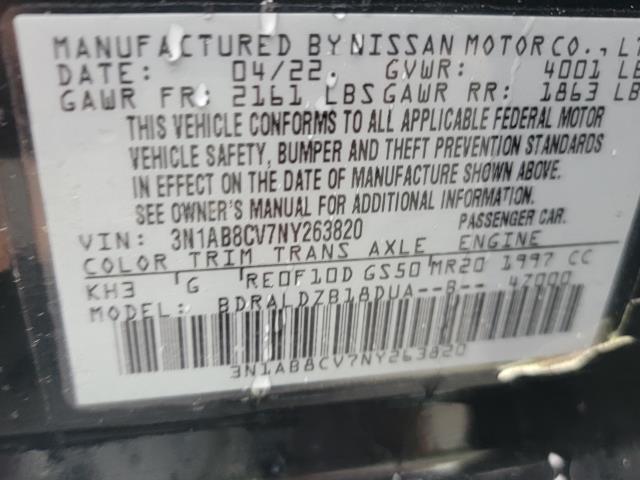 MANUFACTURED BY NISSAN MOTOR CO., LT
DATE: 04/22. GVWR: 4001 LB
GAWR FR: 2161 LBS GAWR RR: 1863 LB
THIS VEHICLE CONFORMS TO ALL APPLICABLE FEDERAL MOTOR
VEHICLE SAFETY, BUMPER AND THEFT PREVENTION STANDARDS
IN EFFECT ON THE DATE OF MANUFACTURE SHOWN ABOVE.
SEE OWNER'S MANUAL FOR ADDITIONAL INFORMATION.
VIN: 3N1AB8CV7NY263820 PASSENGER CAR.
COLOR TRIM TRANS AXLE ENGINE
KH3 G RE0F10D GS50 MR20 1997 CC
MODEL: BDRALDZB18DUA--B-- 47000
3N1AB8CV7NY263820